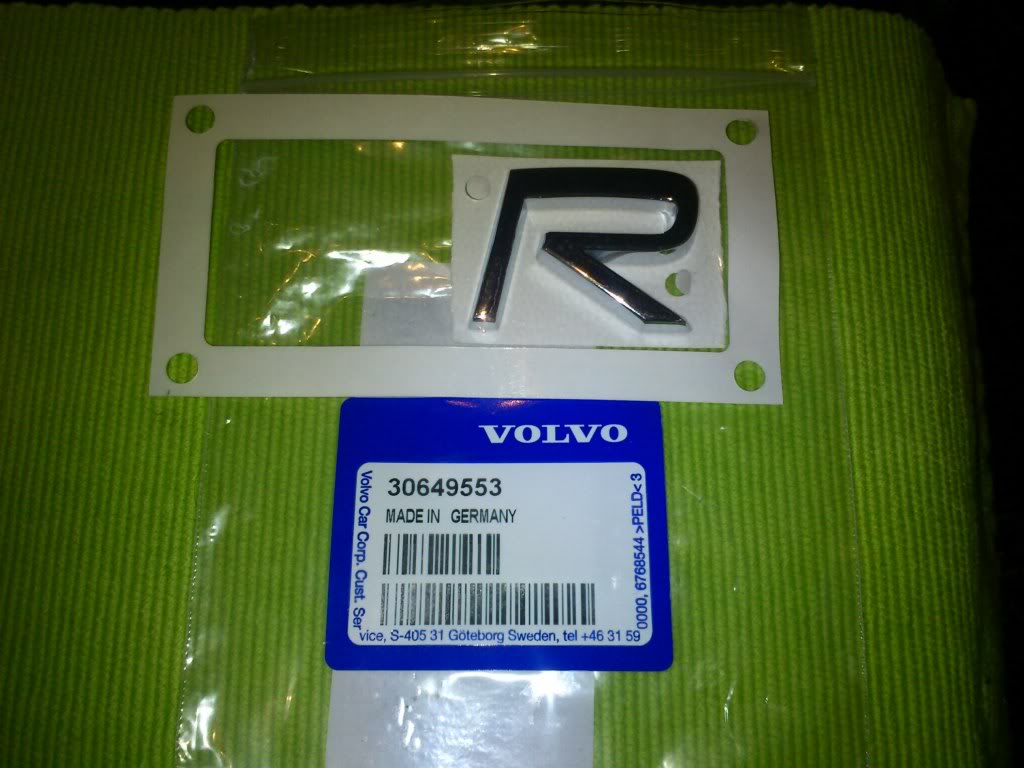 R
VOLVO
30649553
MADE IN GERMANY
Volvo Car Corp. Cust. Ser
vice, S-405 31 Göteborg Sweden, tel +46 31 59
0000, 6768544 >PELD< 3